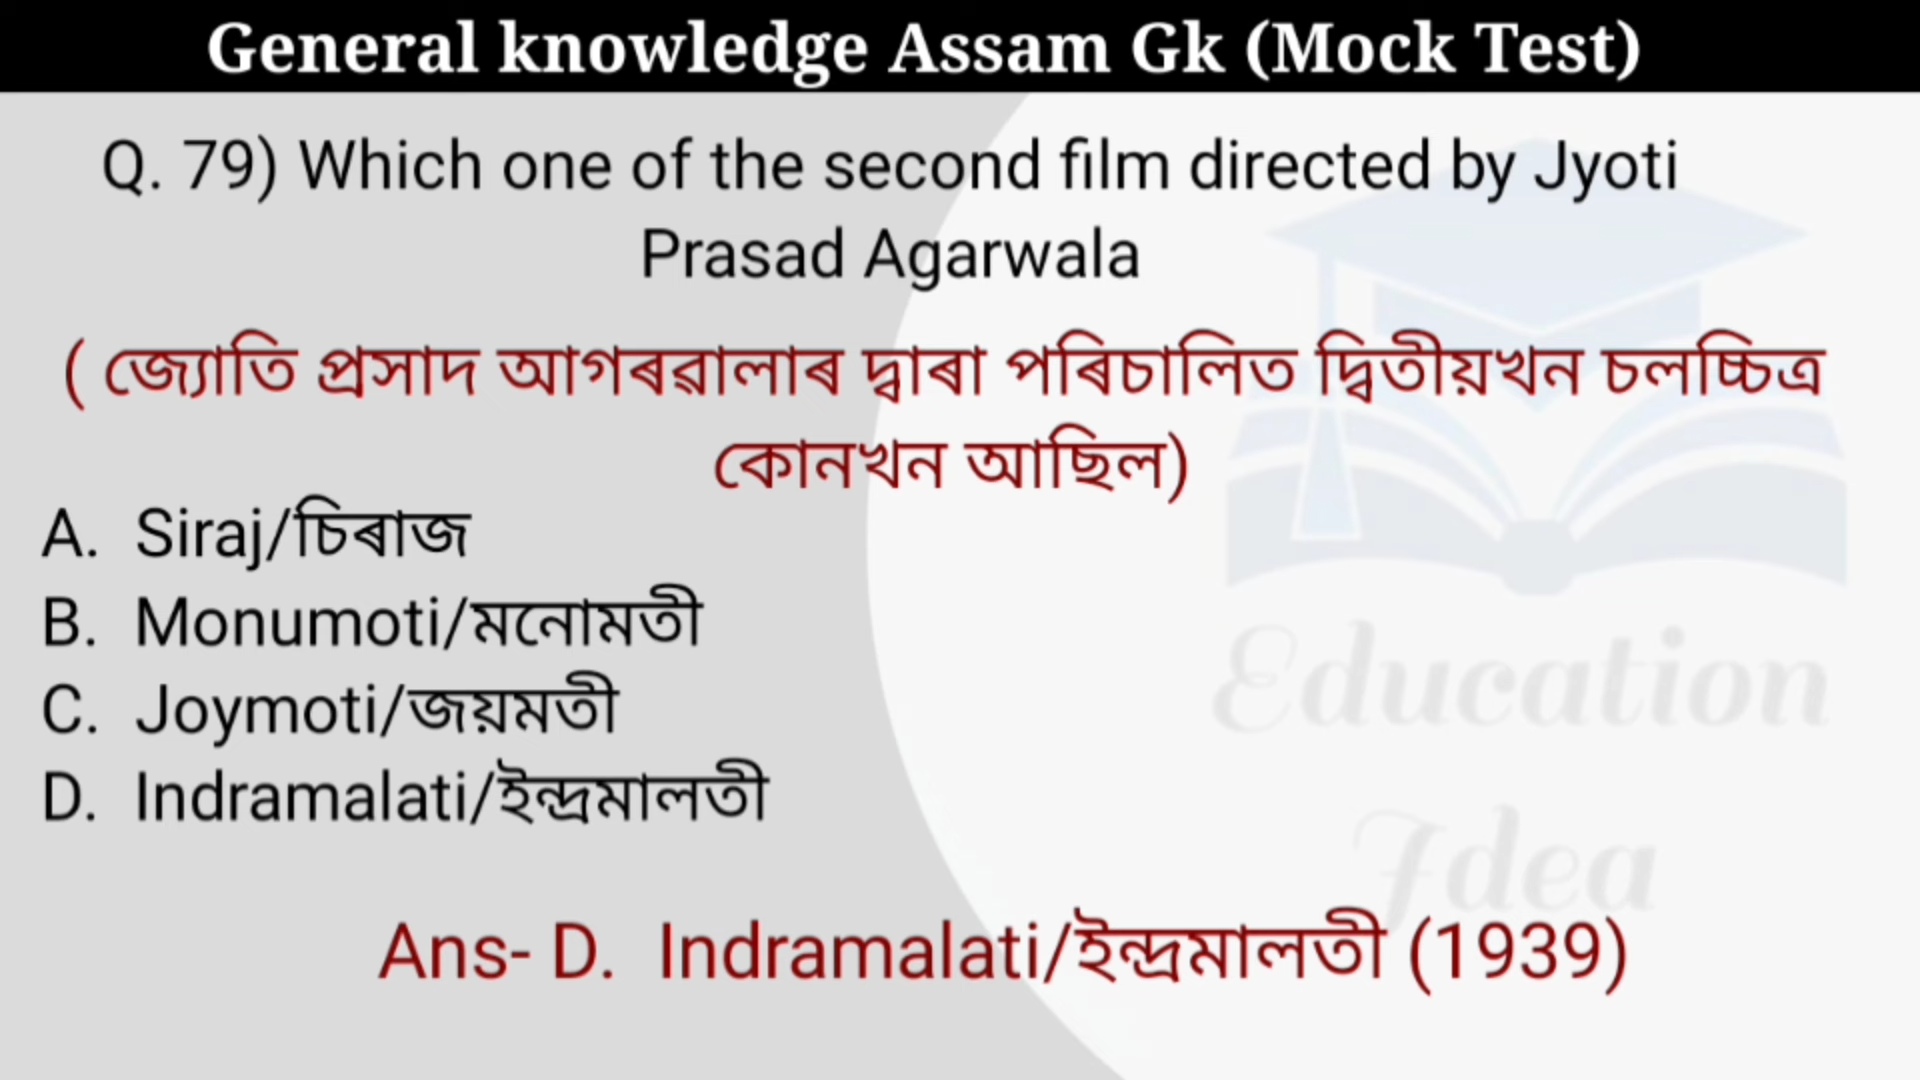 General knowledge Assam Gk (Mock Test)
Q. 79) Which one of the second film directed by Jyoti
Prasad Agarwala
( জ্যোতি প্ৰসাদ আগৰৱালাৰ দ্বাৰা পৰিচালিত দ্বিতীয়খন চলচ্চিত্ৰ
কোনখন আছিল)
A. Siraj/চিৰাজ
B. Monumoti/মনোমতী
C. Joymoti/জয়মতী
D. Indramalati/ইন্দ্ৰমালতী
Education
Idea
Ans- D. Indramalati/ইন্দ্ৰমালতী (1939)